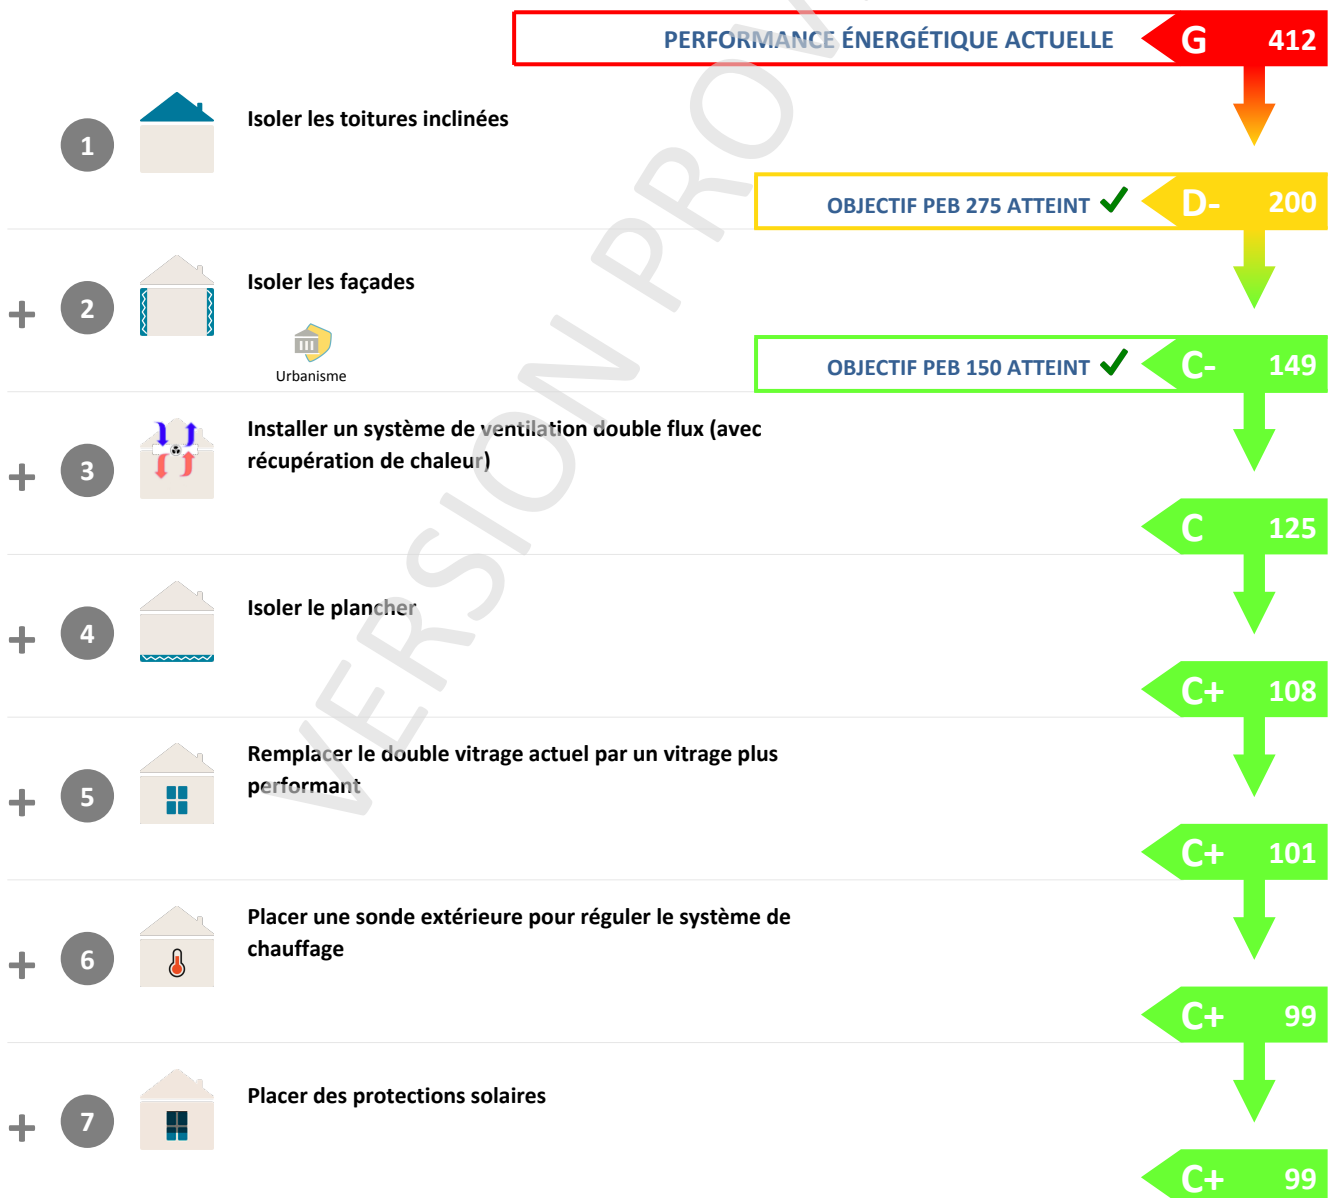 PERFORMANCE ÉNERGÉTIQUE ACTUELLE G 412
1 Isoler les toitures inclinées
OBJECTIF PEB 275 ATTEINT D- 200
+ 2 Isoler les façades
Urbanisme
OBJECTIF PEB 150 ATTEINT C- 149
+ 3 Installer un système de ventilation double flux (avec
récupération de chaleur)
C 125
+ 4 Isoler le plancher
C+ 108
+ 5 Remplacer le double vitrage actuel par un vitrage plus
performant
C+ 101
+ 6 Placer une sonde extérieure pour réguler le système de
chauffage
C+ 99
+ 7 Placer des protections solaires
C+ 99
VERSION PROV